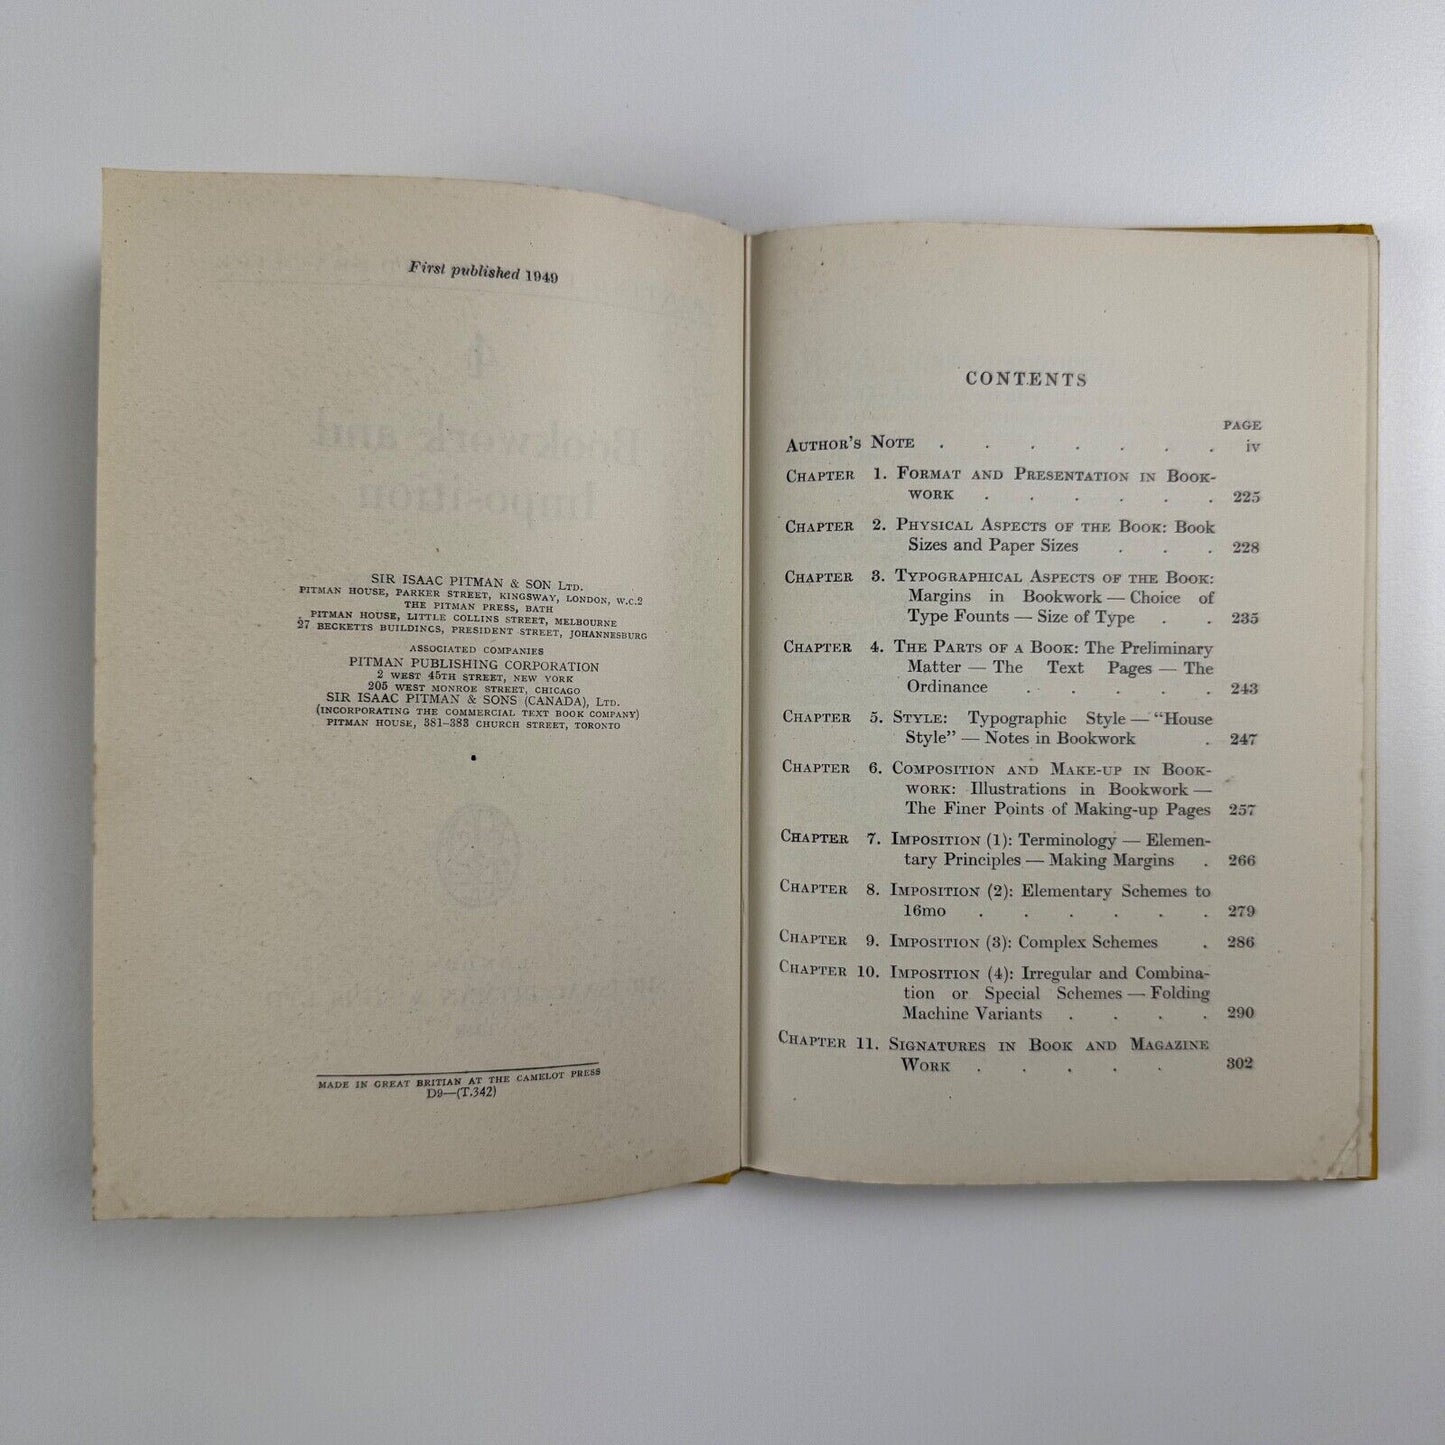 First published 1949
SIR ISAAC PITMAN & SON LTD.
PITMAN HOUSE, PARKER STREET, KINGSWAY, LONDON, W.C.2
THE PITMAN PRESS, BATH
PITMAN HOUSE, LITTLE COLLINS STREET, MELBOURNE
27 BECKETTS BUILDINGS, PRESIDENT STREET, JOHANNESBURG
ASSOCIATED COMPANIES
PITMAN PUBLISHING CORPORATION
2 WEST 45TH STREET, NEW YORK
205 WEST MONROE STREET, CHICAGO
SIR ISAAC PITMAN & SONS (CANADA), LTD.
(INCORPORATING THE COMMERCIAL TEXT BOOK COMPANY)
PITMAN HOUSE, 381–383 CHURCH STREET, TORONTO
MADE IN GREAT BRITIAN AT THE CAMELOT PRESS
D9—(T.342)
CONTENTS
PAGE
AUTHOR'S NOTE . . . . . . . iv
CHAPTER 1. FORMAT AND PRESENTATION IN BOOK-
WORK . . . . . . 225
CHAPTER 2. PHYSICAL ASPECTS OF THE BOOK: Book
Sizes and Paper Sizes . . . 228
CHAPTER 3. TYPOGRAPHICAL ASPECTS OF THE BOOK:
Margins in Bookwork — Choice of
Type Founts — Size of Type . . 235
CHAPTER 4. THE PARTS OF A BOOK: The Preliminary
Matter — The Text Pages — The
Ordinance . . . . . 243
CHAPTER 5. STYLE: Typographic Style — "House
Style" — Notes in Bookwork . 247
CHAPTER 6. COMPOSITION AND MAKE-UP IN BOOK-
WORK: Illustrations in Bookwork —
The Finer Points of Making-up Pages 257
CHAPTER 7. IMPOSITION (1): Terminology — Elemen-
tary Principles — Making Margins . 266
CHAPTER 8. IMPOSITION (2): Elementary Schemes to
16mo . . . . . . 279
CHAPTER 9. IMPOSITION (3): Complex Schemes . 286
CHAPTER 10. IMPOSITION (4): Irregular and Combina-
tion or Special Schemes — Folding
Machine Variants . . . . 290
CHAPTER 11. SIGNATURES IN BOOK AND MAGAZINE
WORK . . . . . 302